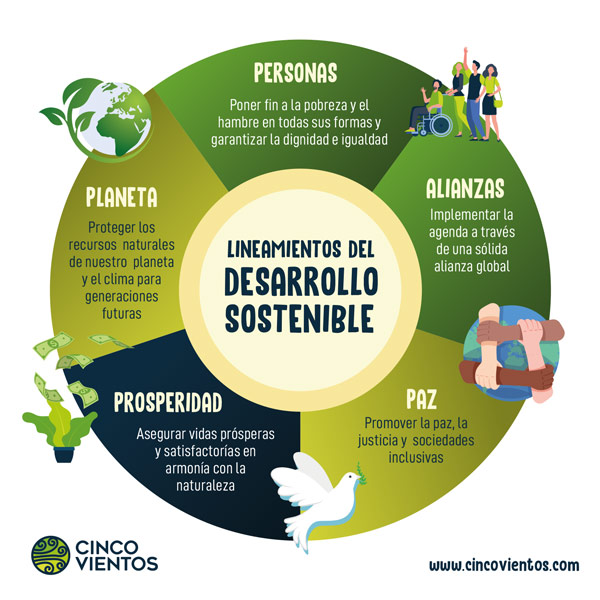 PERSONAS
Poner fin a la pobreza y el
hambre en todas sus formas y
garantizar la dignidad e igualdad
ALIANZAS
Implementar la
agenda a través
de una sólida
alianza global
PLANETA
Proteger los
recursos naturales
de nuestro planeta
y el clima para
generaciones
futuras
LINEAMIENTOS DEL
DESARROLLO
SOSTENIBLE
PROSPERIDAD
Asegurar vidas prósperas
y satisfactorías en
armonía con la
naturaleza
PAZ
Promover la paz, la
justicia y sociedades
inclusivas
CINCO
VIENTOS
www.cincovientos.com